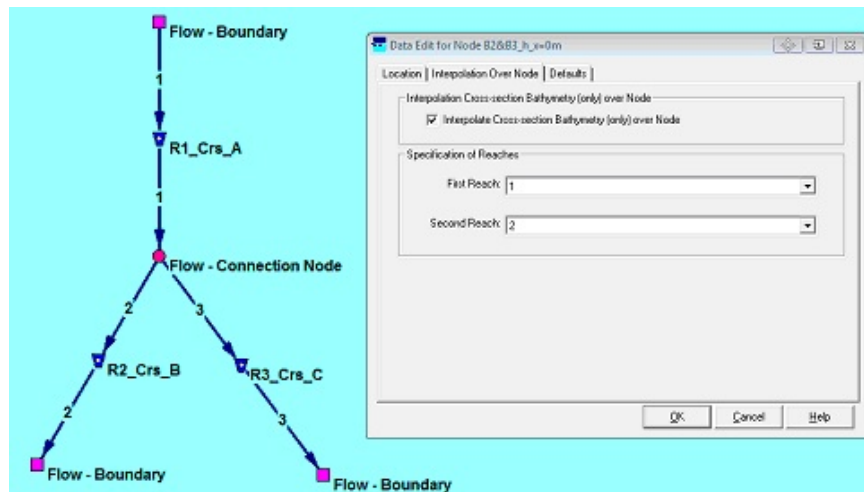 Flow - Boundary
1
R1_Crs_A
1
Flow - Connection Node
2
3
R2_Crs_B
R3_Crs_C
2
3
Flow - Boundary
Flow - Boundary
Data Edit for Node B2&B3_h_x=0m
Location | Interpolation Over Node | Defaults |
Interpolation Cross-section Bathymetry (only) over Node
Interpolate Cross-section Bathymetry (only) over Node
Specification of Reaches
First Reach: 1
Second Reach: 2
OK Cancel Help